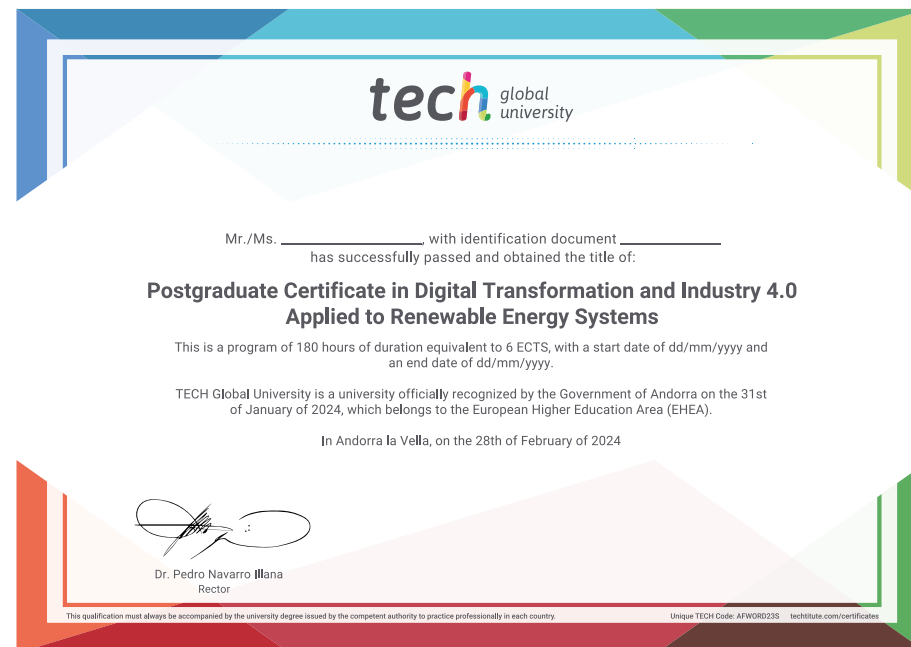 tech global
university
Mr./Ms. ____________________, with identification document ______________
has successfully passed and obtained the title of:
Postgraduate Certificate in Digital Transformation and Industry 4.0
Applied to Renewable Energy Systems
This is a program of 180 hours of duration equivalent to 6 ECTS, with a start date of dd/mm/yyyy and
an end date of dd/mm/yyyy.
TECH Global University is a university officially recognized by the Government of Andorra on the 31st
of January of 2024, which belongs to the European Higher Education Area (EHEA).
In Andorra la Vella, on the 28th of February of 2024
Dr. Pedro Navarro Illana
Rector
This qualification must always be accompanied by the university degree issued by the competent authority to practice professionally in each country.
Unique TECH Code: AFWORD23S techtitute.com/certificates